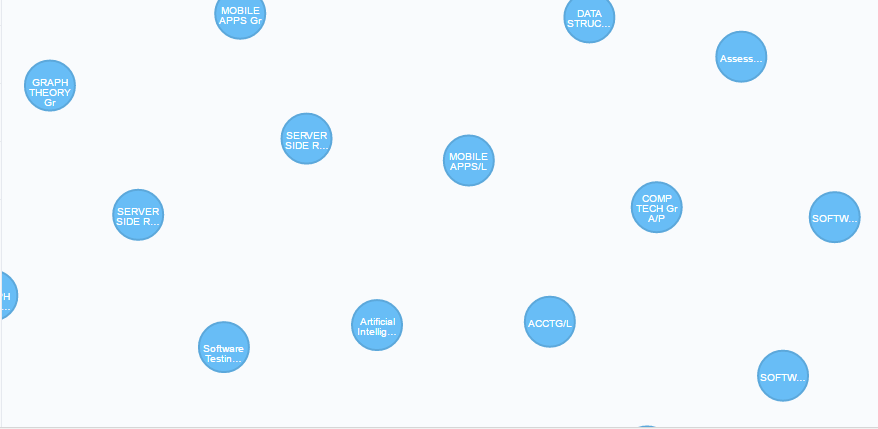 MOBILE
APPS Gr
DATA
STRUC...
Assess...
GRAPH
THEORY
Gr
SERVER
SIDE R...
MOBILE
APPS/L
COMP
TECH Gr
A/P
SERVER
SIDE R...
SOFTW...
Artificial
Intellig...
ACCTG/L
Software
Testin...
SOFTW...